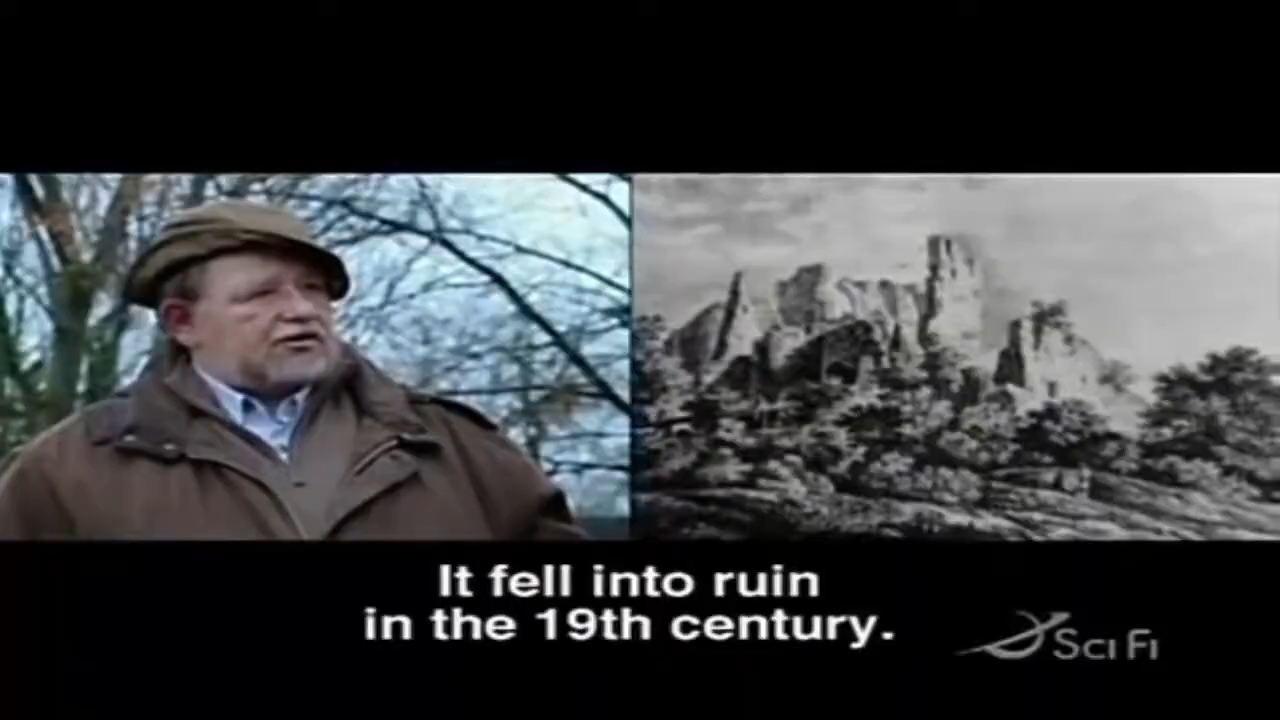 It fell into ruin
in the 19th century.
Sci Fi